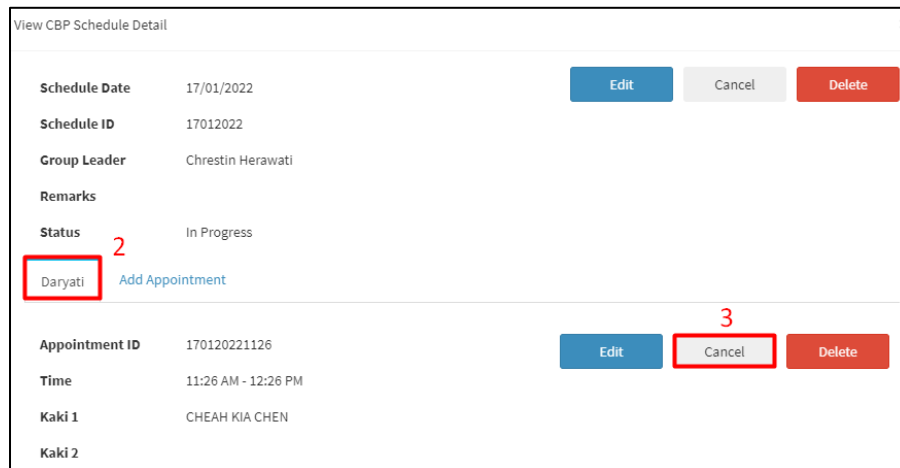 View CBP Schedule Detail
Schedule Date 17/01/2022 Edit Cancel Delete
Schedule ID 17012022
Group Leader Chrestin Herawati
Remarks
Status In Progress
2
Daryati Add Appointment
3
Appointment ID 170120221126 Edit Cancel Delete
Time 11:26 AM - 12:26 PM
Kaki 1 CHEAH KIA CHEN
Kaki 2